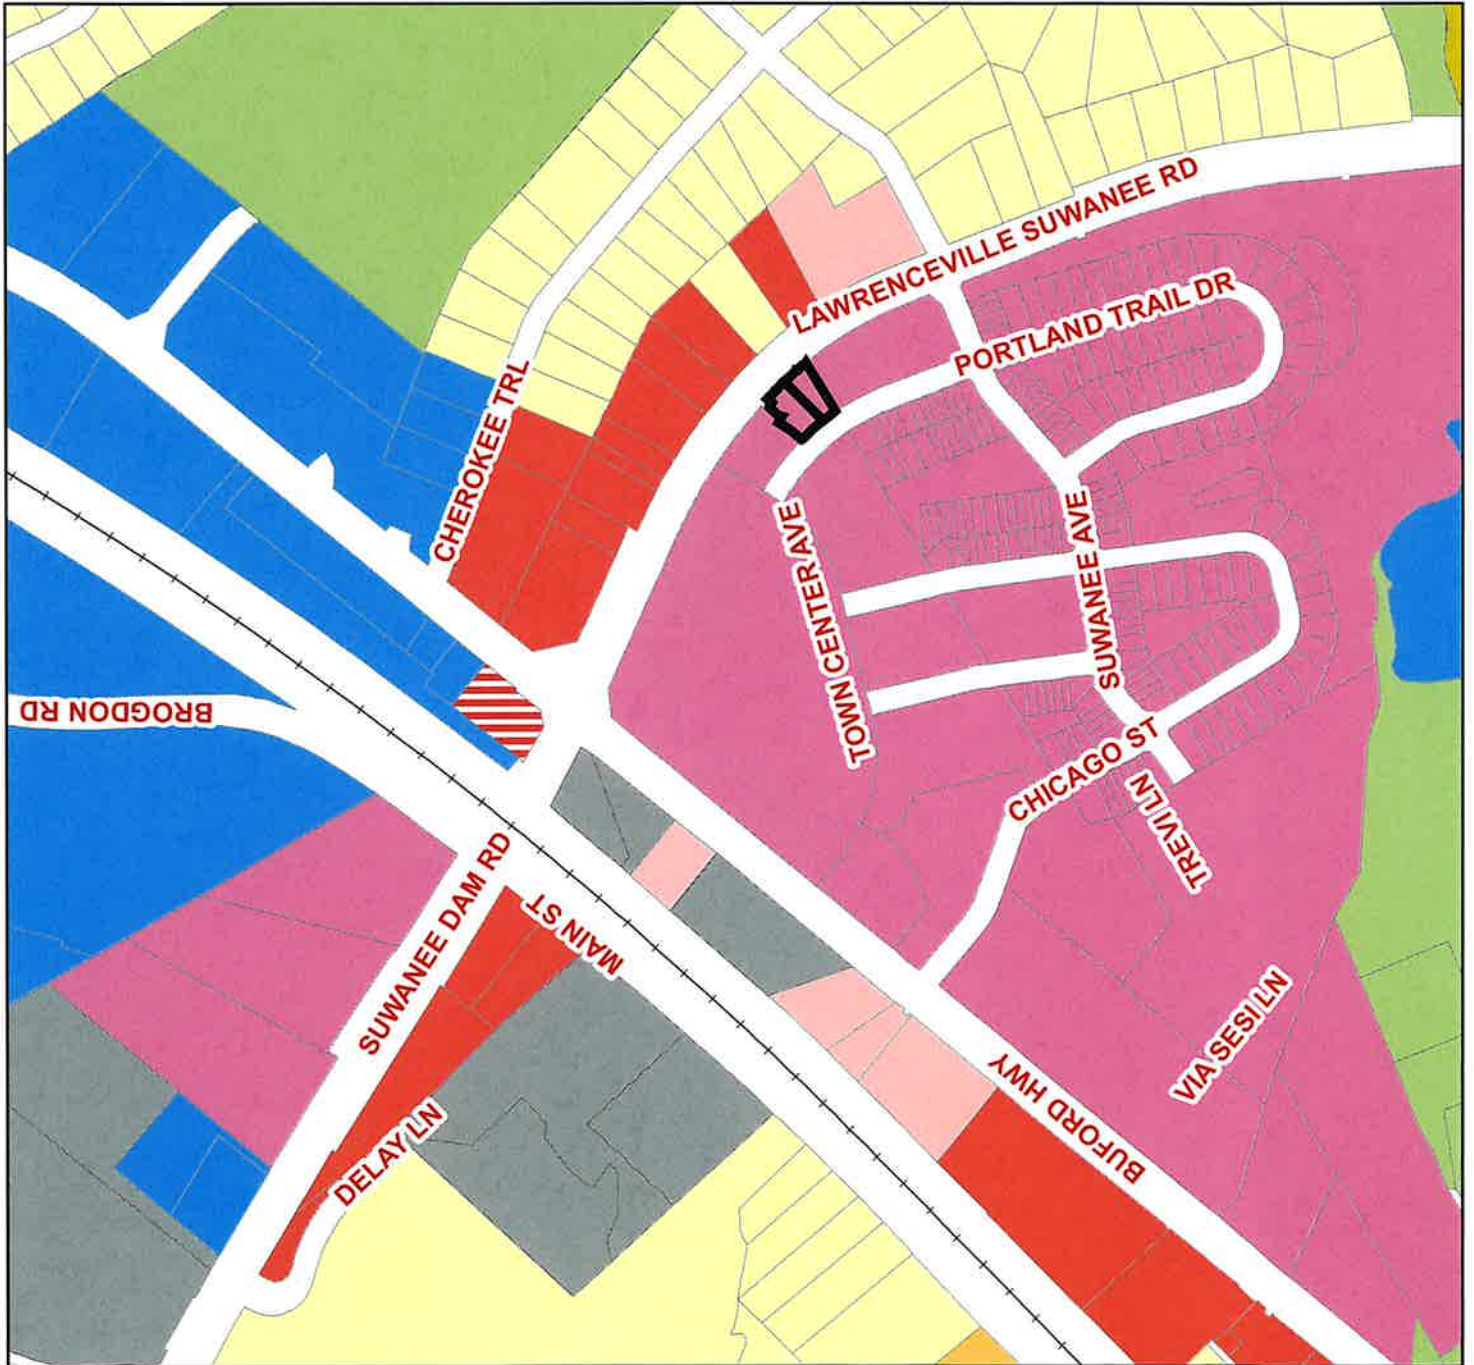 LAWRENCEVILLE SUWANEE RD
PORTLAND TRAIL DR
CHEROKEE TRL
TOWN CENTER AVE
SUWANEE AVE
BROGDON RD
CHICAGO ST
TREVI LN
SUWANEE DAM RD
MAIN ST
VIA SESI LN
BUFORD HWY
DELAY LN